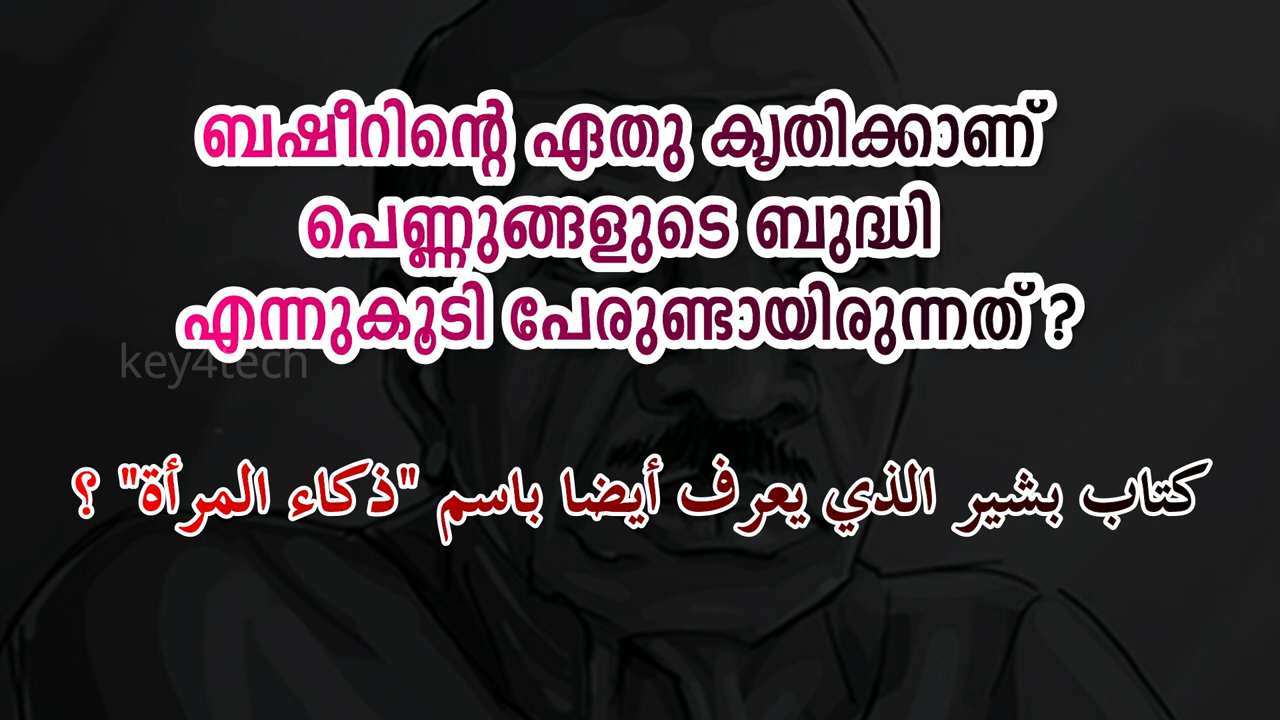 ബഷീറിന്റെ ഏതു കൃതിക്കാണ്
പെണ്ണുങ്ങളുടെ ബുദ്ധി
എന്നുകൂടി പേരുണ്ടായിരുന്നത് ?
key4tech
كتاب بشير الذي يعرف أيضا باسم "ذكاء المرأة" ؟